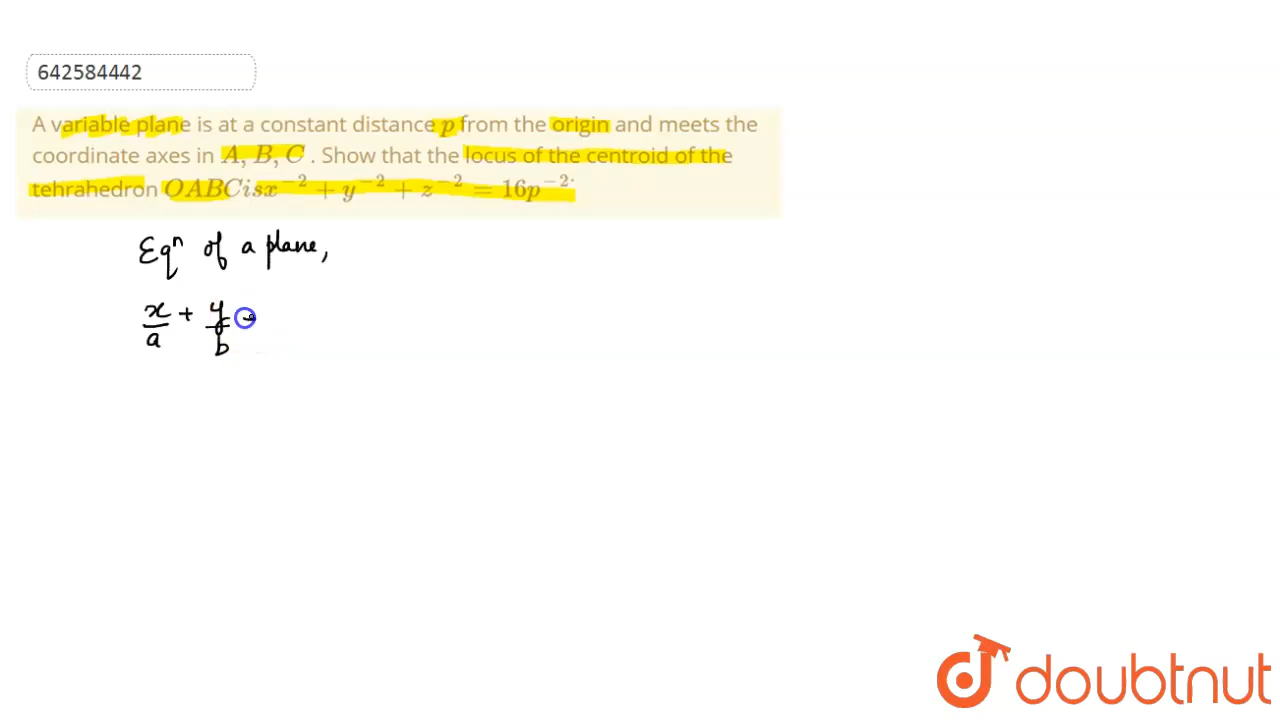 642584442
A variable plane is at a constant distance p from the origin and meets the
coordinate axes in A, B, C . Show that the locus of the centroid of the
tehrahedron OABCisx⁻² + y⁻² + z⁻² = 16p⁻²·
Eqⁿ of a plane,
x/a + y/b
doubtnut